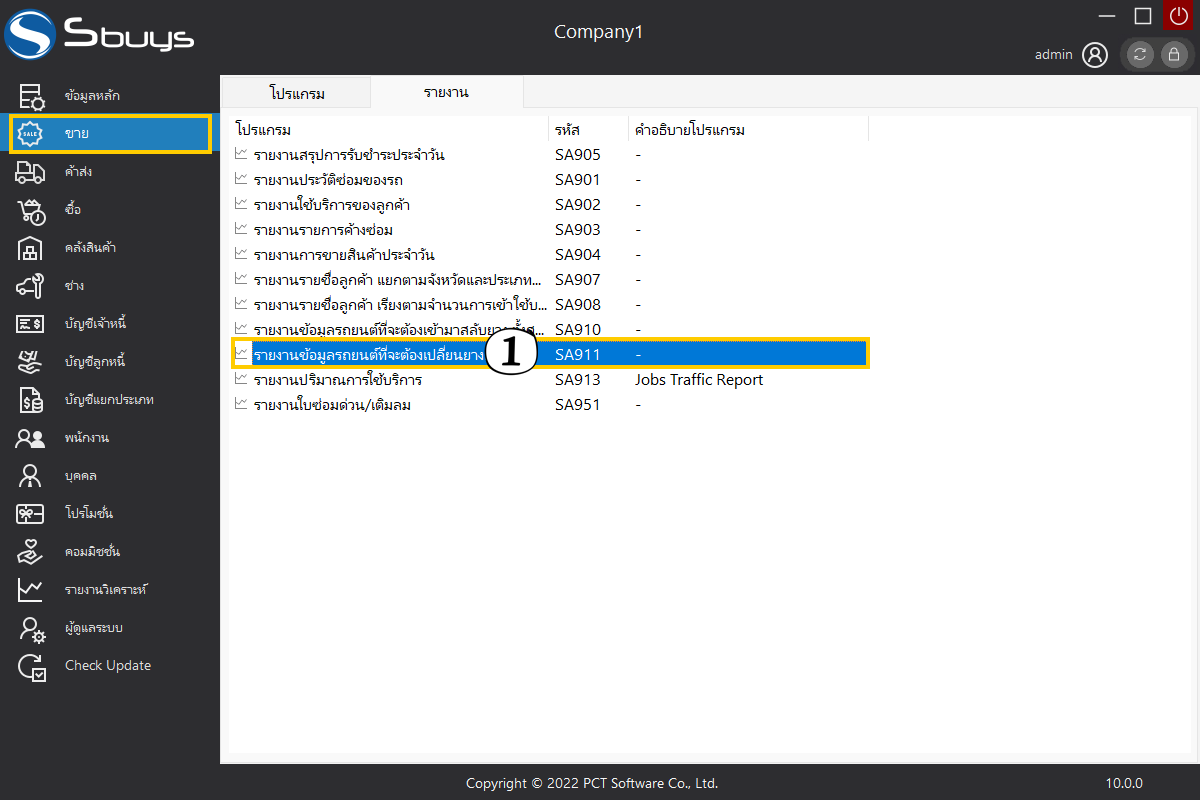 Sbuys
Company1
admin
ข้อมูลหลัก
SALE
ขาย
ค้าส่ง
ซื้อ
คลังสินค้า
ช่าง
บัญชีเจ้าหนี้
บัญชีลูกหนี้
บัญชีแยกประเภท
พนักงาน
บุคคล
โปรโมชั่น
คอมมิชชั่น
รายงานวิเคราะห์
ผู้ดูแลระบบ
Check Update
โปรแกรม รายงาน
โปรแกรม รหัส คำอธิบายโปรแกรม
รายงานสรุปการรับชำระประจำวัน SA905 -
รายงานประวัติซ่อมของรถ SA901 -
รายงานใช้บริการของลูกค้า SA902 -
รายงานรายการค้างซ่อม SA903 -
รายงานการขายสินค้าประจำวัน SA904 -
รายงานรายชื่อลูกค้า แยกตามจังหวัดและประเภท... SA907 -
รายงานรายชื่อลูกค้า เรียงตามจำนวนการเข้าใช้บ... SA908 -
รายงานข้อมูลรถยนต์ที่จะต้องเข้ามาสลับยาง... SA910 -
รายงานข้อมูลรถยนต์ที่จะต้องเปลี่ยนยาง 1 SA911 -
รายงานปริมาณการใช้บริการ SA913 Jobs Traffic Report
รายงานใบซ่อมด่วน/เติมลม SA951 -
Copyright © 2022 PCT Software Co., Ltd.
10.0.0